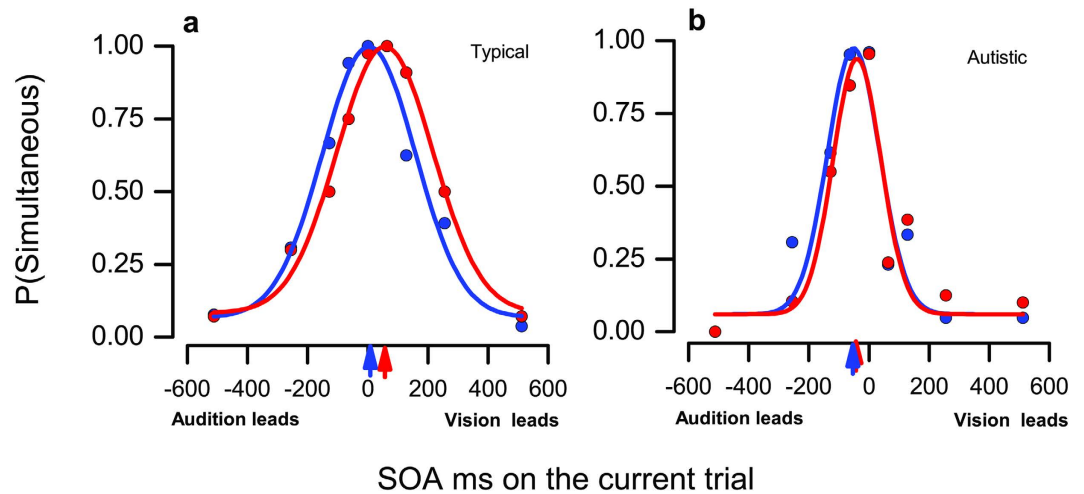 a
b
Typical
Autistic
P(Simultaneous)
1.00
0.75
0.50
0.25
0.00
1.00
0.75
0.50
0.25
0.00
-600 -400 -200 0 200 400 600
-600 -400 -200 0 200 400 600
Audition leads
Vision leads
Audition leads
Vision leads
SOA ms on the current trial